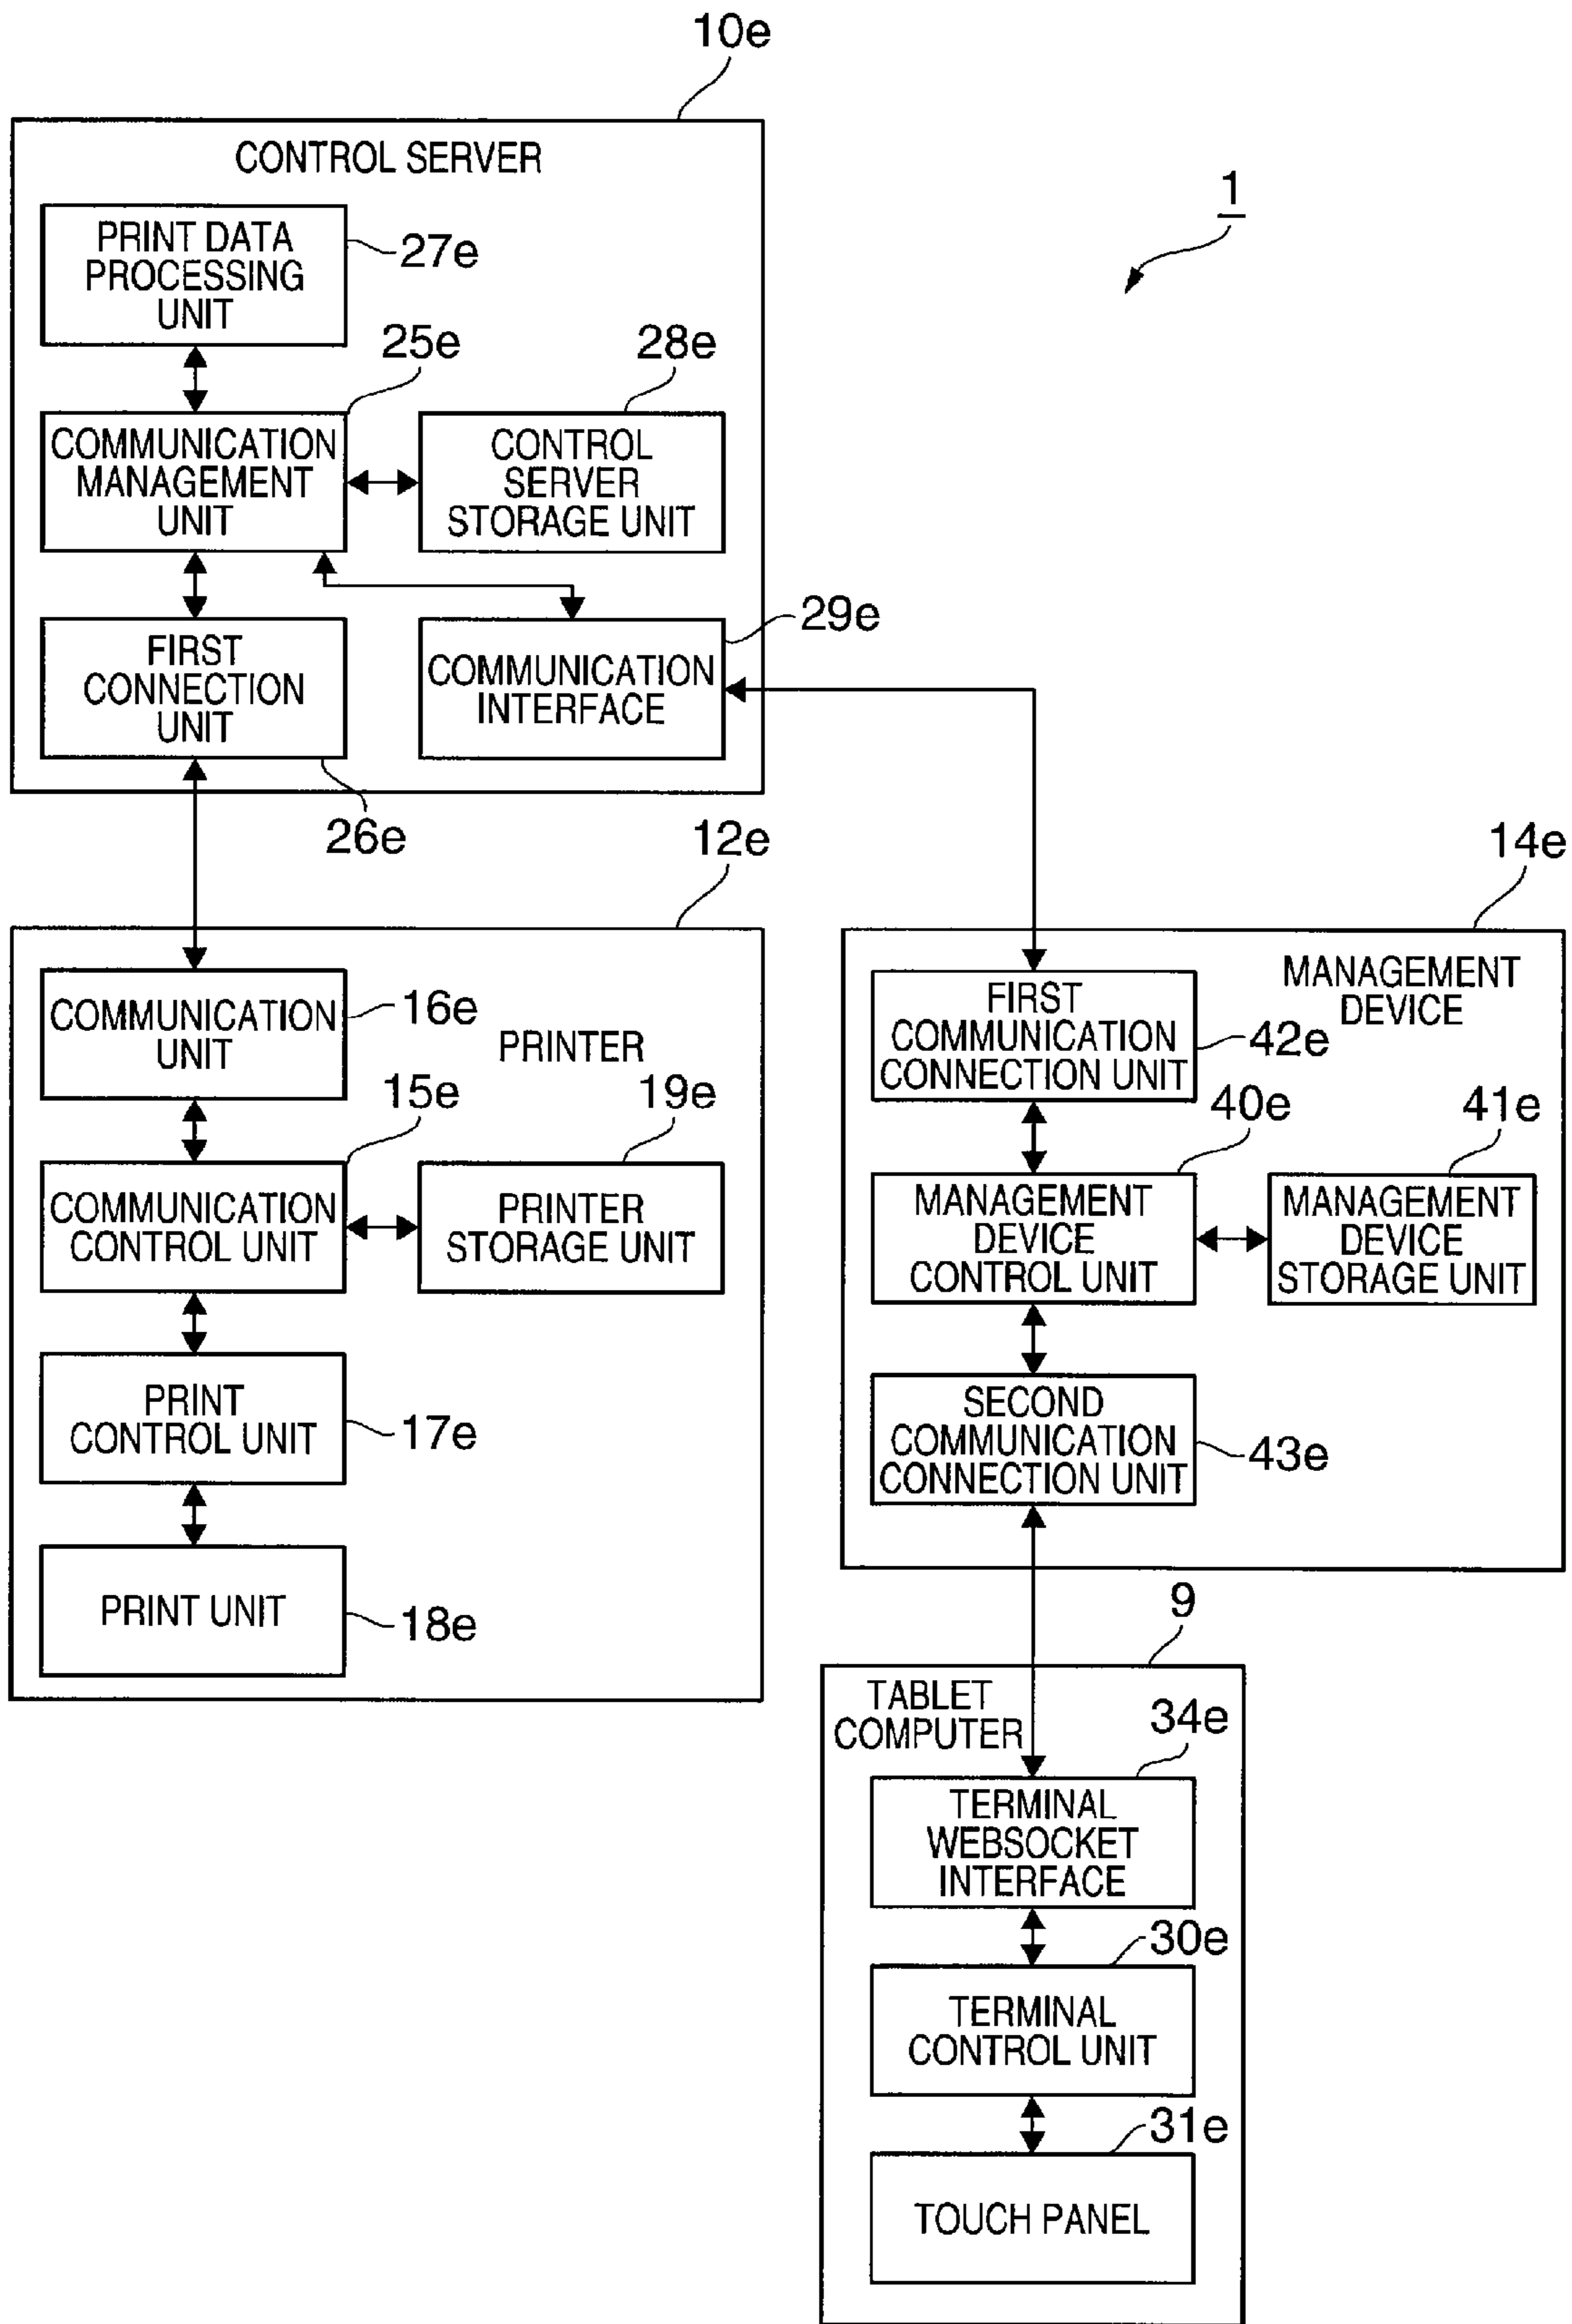 10e
CONTROL SERVER
1
PRINT DATA
PROCESSING
UNIT
27e
25e
28e
COMMUNICATION
MANAGEMENT
UNIT
CONTROL
SERVER
STORAGE UNIT
29e
FIRST
CONNECTION
UNIT
COMMUNICATION
INTERFACE
26e
12e
14e
COMMUNICATION
UNIT
16e
PRINTER
MANAGEMENT
DEVICE
FIRST
COMMUNICATION
CONNECTION UNIT
42e
15e
19e
40e
41e
COMMUNICATION
CONTROL UNIT
PRINTER
STORAGE UNIT
MANAGEMENT
DEVICE
CONTROL UNIT
MANAGEMENT
DEVICE
STORAGE UNIT
PRINT
CONTROL UNIT
17e
SECOND
COMMUNICATION
CONNECTION UNIT
43e
PRINT UNIT
18e
9
TABLET
COMPUTER
34e
TERMINAL
WEBSOCKET
INTERFACE
30e
TERMINAL
CONTROL UNIT
31e
TOUCH PANEL